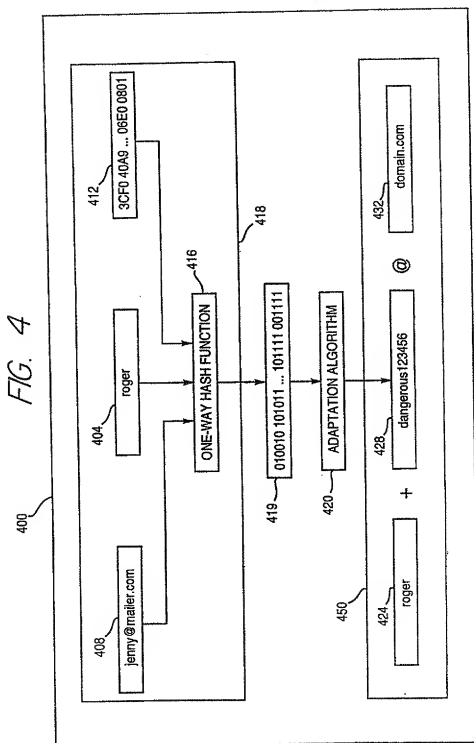 FIG. 4
400
408
jenny@mailer.com
404
roger
412
3CF0 40A9 ... 06E0 0801
ONE-WAY HASH FUNCTION
416
418
010010 101011 ... 101111 001111
419
ADAPTATION ALGORITHM
420
450
424
roger
+
428
dangerous123456
@
432
domain.com